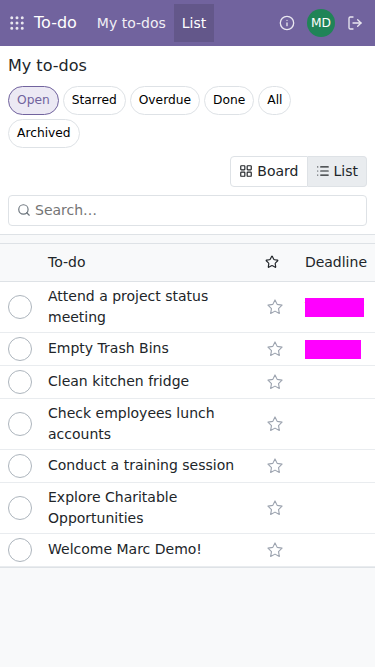 To-do My to-dos List MD
My to-dos
Open Starred Overdue Done All
Archived
Board List
Search...
To-do Deadline
Attend a project status
meeting
Empty Trash Bins
Clean kitchen fridge
Check employees lunch
accounts
Conduct a training session
Explore Charitable
Opportunities
Welcome Marc Demo!